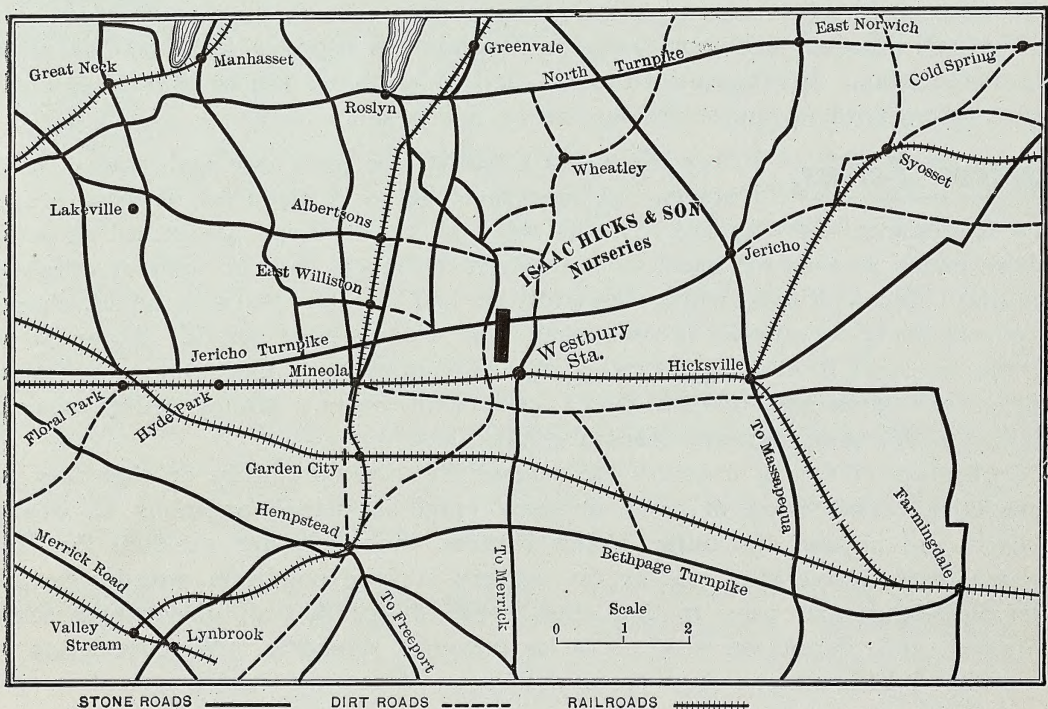 East Norwich
Greenvale
Great Neck
Manhasset
North Turnpike
Cold Spring
Roslyn
Wheatley
Syosset
Lakeville
Albertsons
ISAAC HICKS & SON
Nurseries
Jericho
East Williston
Jericho Turnpike
Westbury
Sta.
Mineola
Hicksville
Floral Park
Hyde Park
Garden City
To Massapequa
Farmingdale
Hempstead
Merrick Road
To Merrick
Bethpage Turnpike
To Freeport
Scale
0 1 2
Valley
Stream
Lynbrook
STONE ROADS DIRT ROADS RAILROADS